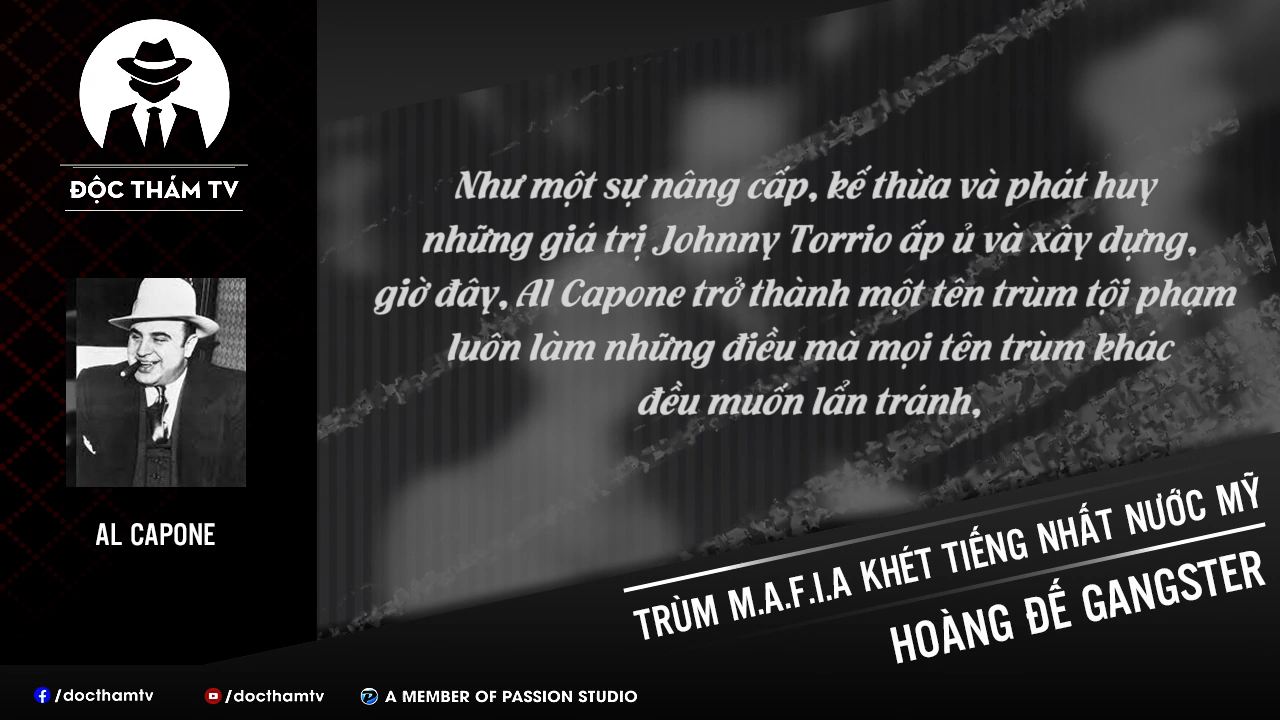 ĐỘC THÁM TV
AL CAPONE
Như một sự nâng cấp, kế thừa và phát huy
những giá trị Johnny Torrio ấp ủ và xây dựng,
giờ đây, Al Capone trở thành một tên trùm tội phạm
luôn làm những điều mà mọi tên trùm khác
đều muốn lẩn tránh,
TRÙM M.A.F.I.A KHÉT TIẾNG NHẤT NƯỚC MỸ
HOÀNG ĐẾ GANGSTER
/docthamtv
/docthamtv
A MEMBER OF PASSION STUDIO